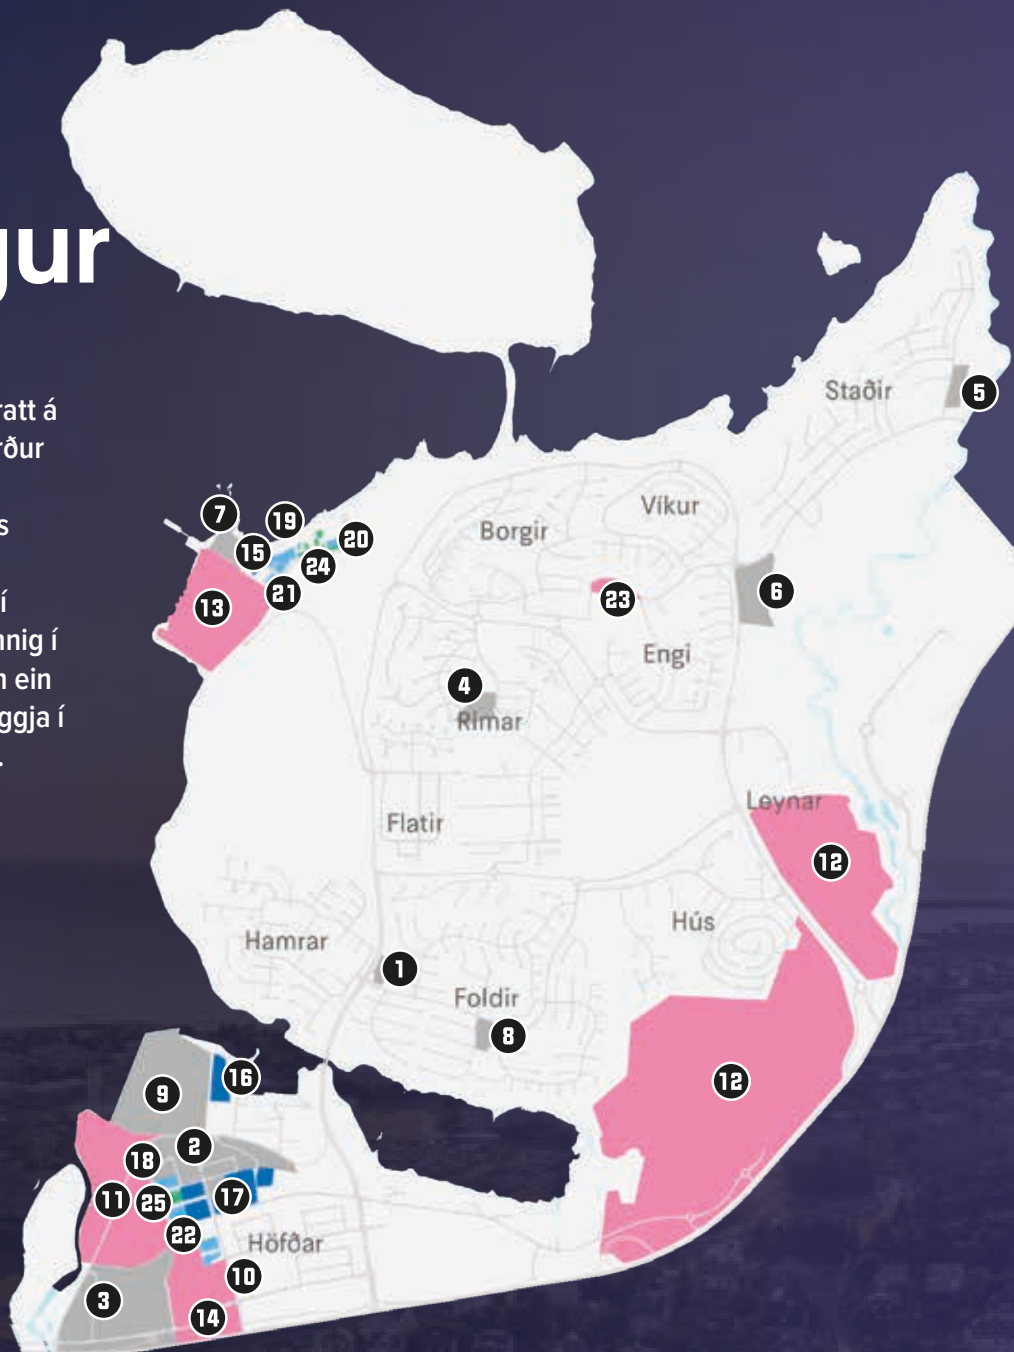 gur
ratt á
rður
s
í
nnig í
n ein
ggja í
.
Staðir
5
Víkur
7
19
Borgir
20
15
24
21
6
23
13
Engi
4
Rimar
Leynar
Flatir
12
Hús
Hamrar
1
Foldir
8
16
12
9
2
18
17
11
25
22
Höfðar
10
3
14